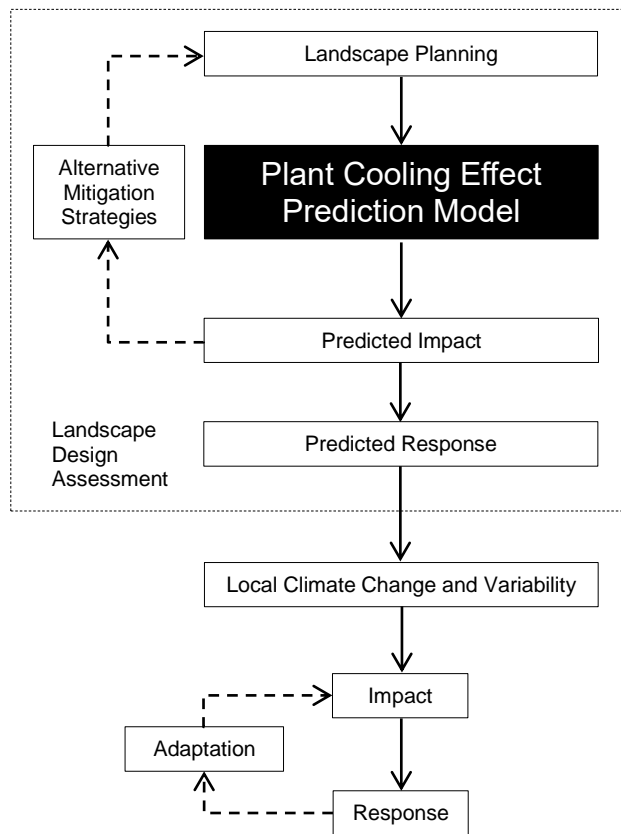 Landscape Planning
Alternative
Mitigation
Strategies
Plant Cooling Effect
Prediction Model
Predicted Impact
Landscape
Design
Assessment
Predicted Response
Local Climate Change and Variability
Impact
Adaptation
Response